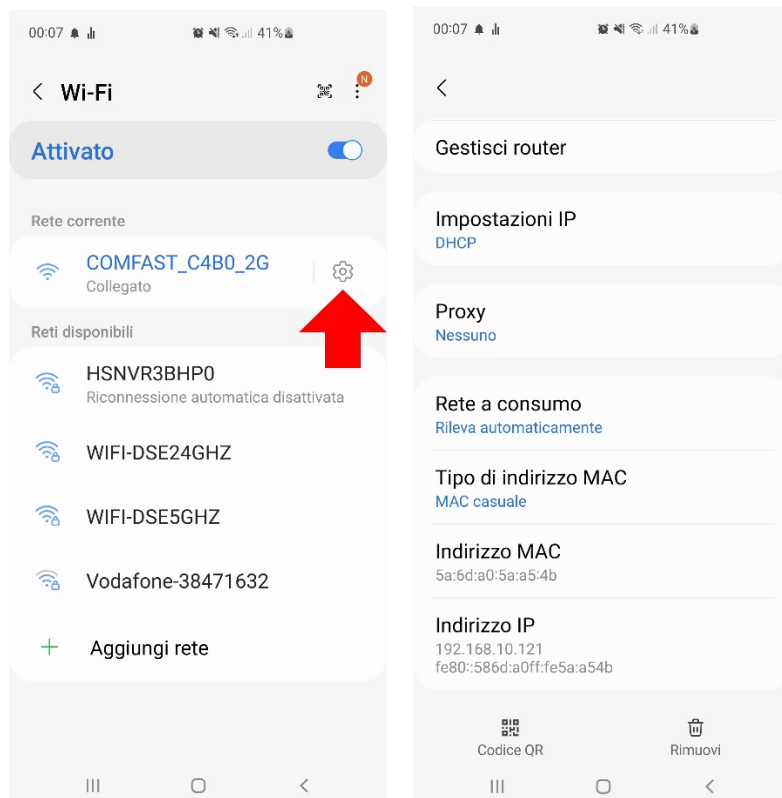 00:07 41%
Wi-Fi
N
Attivato
Rete corrente
COMFAST_C4B0_2G
Collegato
Reti disponibili
HSNVR3BHP0
Riconnessione automatica disattivata
WIFI-DSE24GHZ
WIFI-DSE5GHZ
Vodafone-38471632
Aggiungi rete
00:07 41%
Gestisci router
Impostazioni IP
DHCP
Proxy
Nessuno
Rete a consumo
Rileva automaticamente
Tipo di indirizzo MAC
MAC casuale
Indirizzo MAC
5a:6d:a0:5a:a5:4b
Indirizzo IP
192.168.10.121
fe80::586d:a0ff:fe5a:a54b
Codice QR Rimuovi